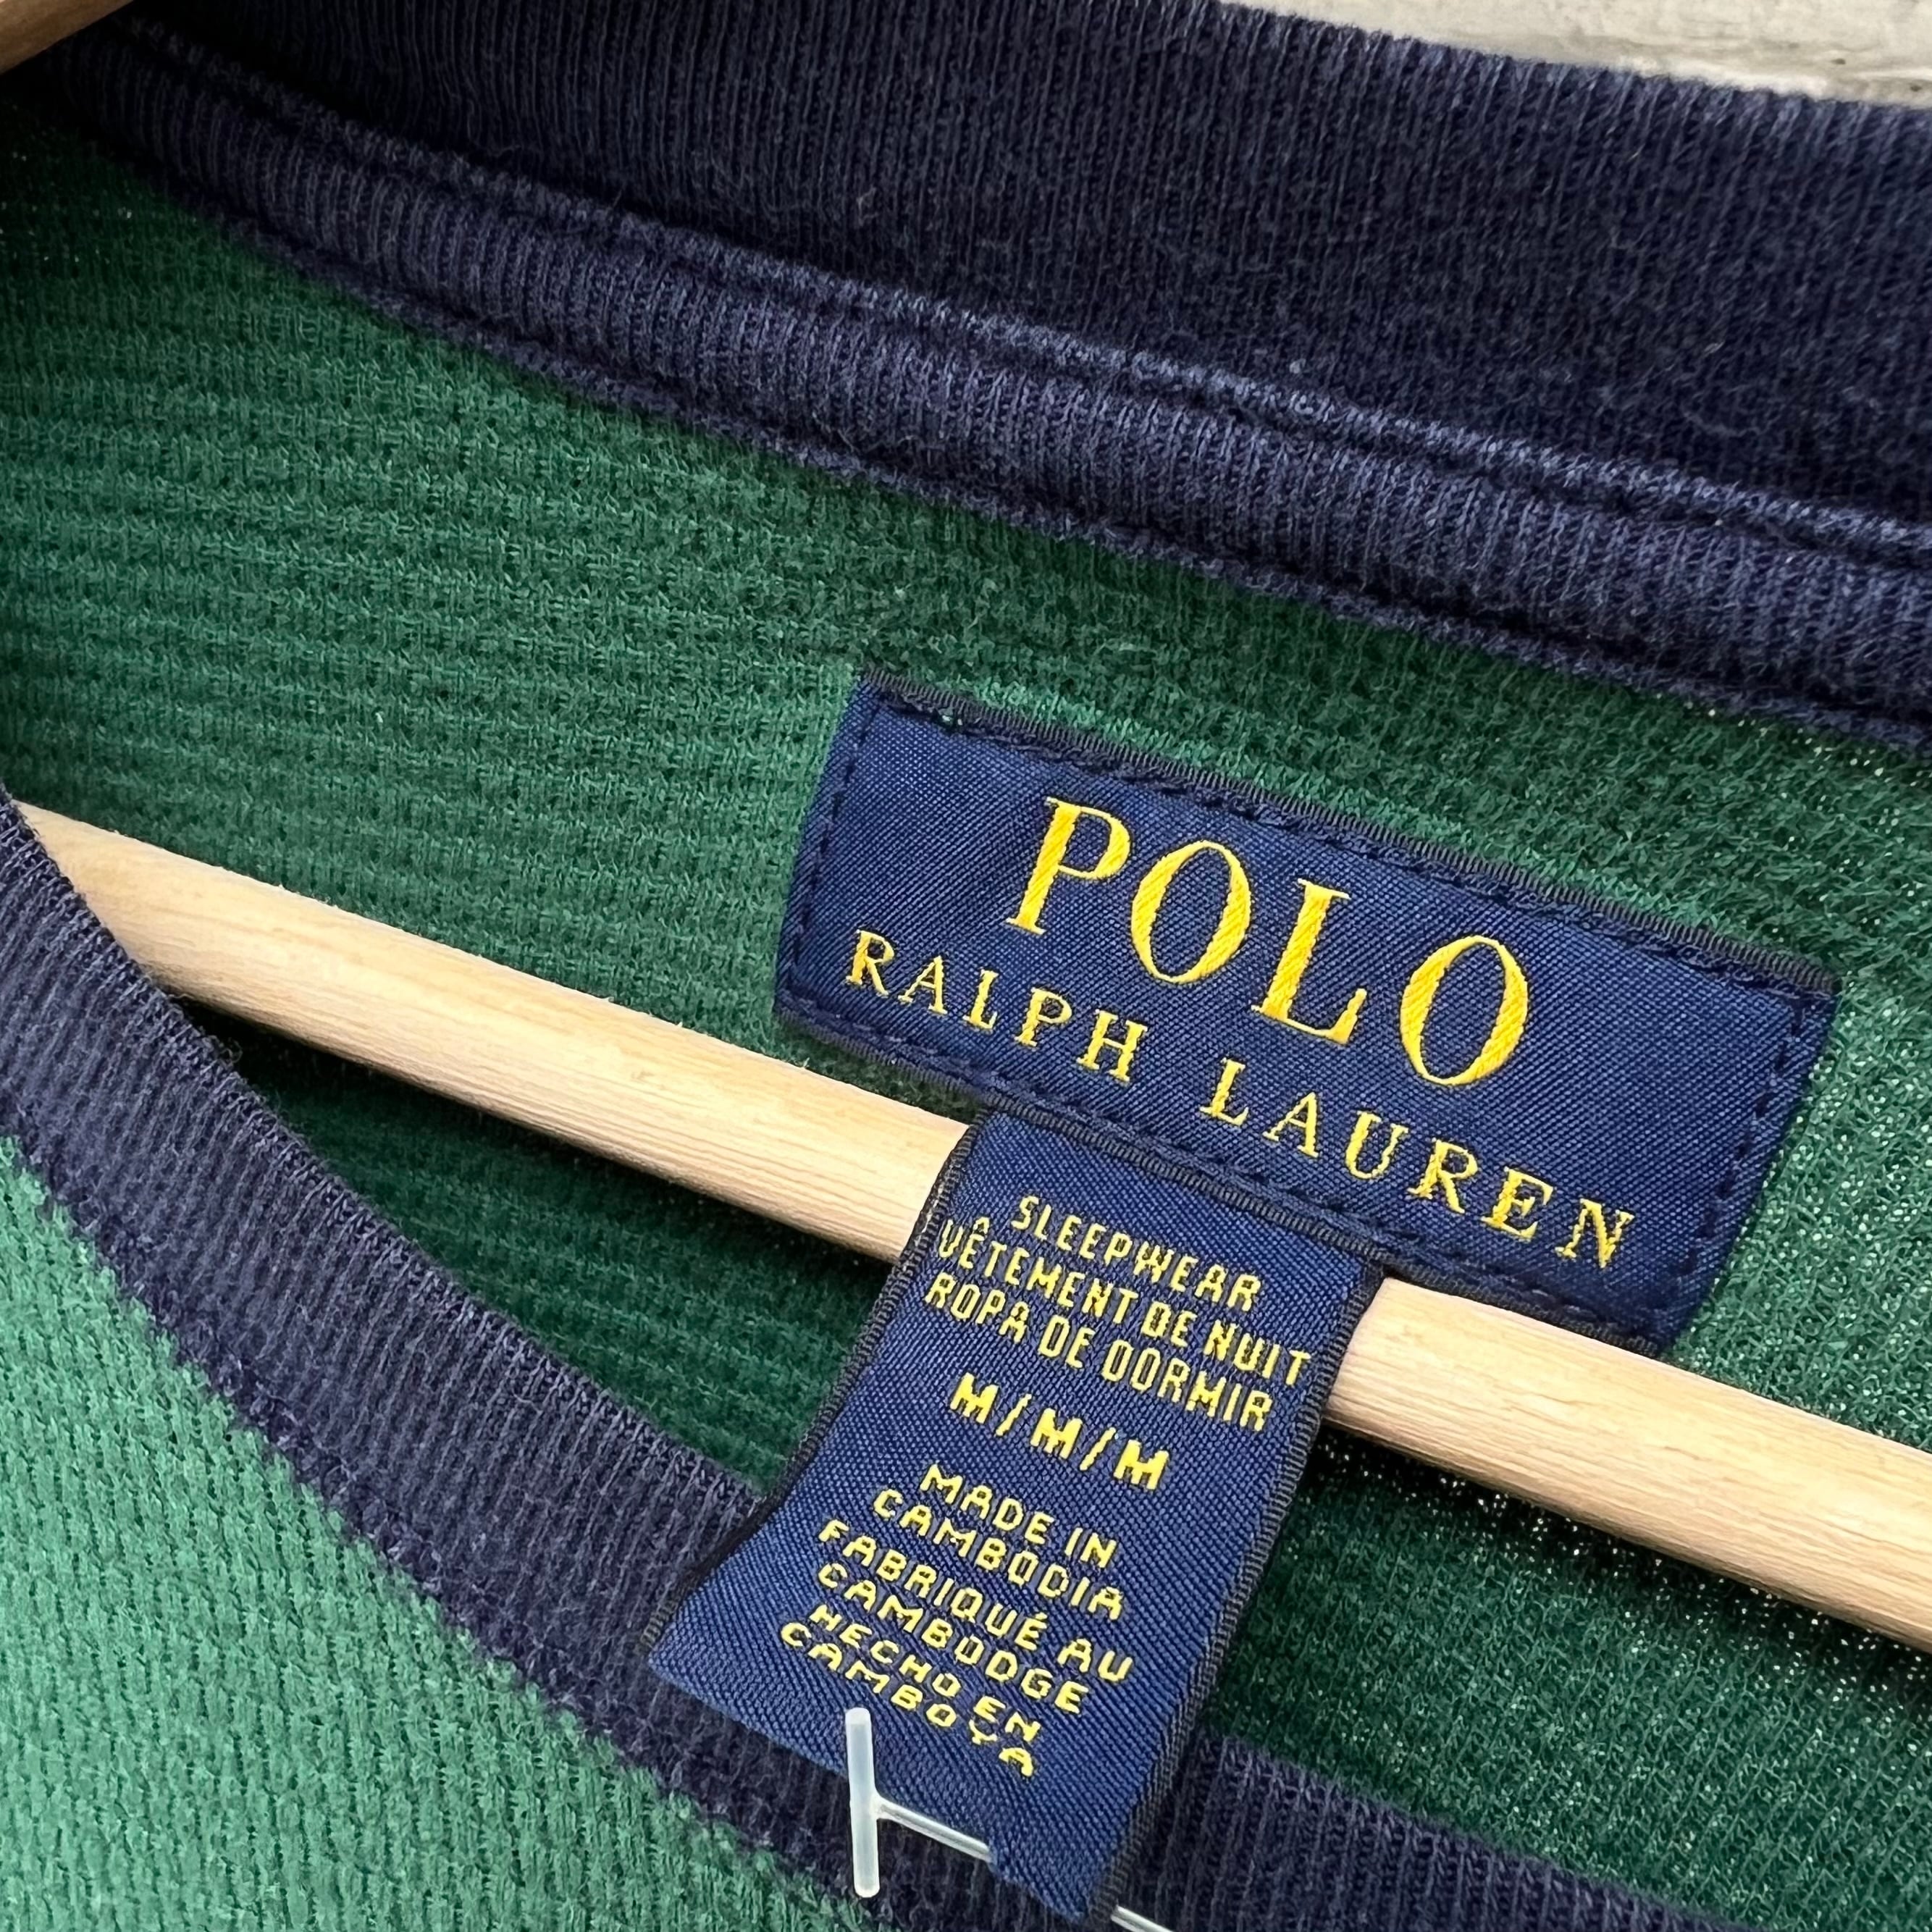 POLO
RALPH LAUREN
SLEEPWEAR
VÊTEMENT DE NUIT
ROPA DE DORMIR
M/M/M
MADE IN
CAMBODIA
FABRIQUÉ AU
CAMBODGE
HECHO EN
CAMBOYA